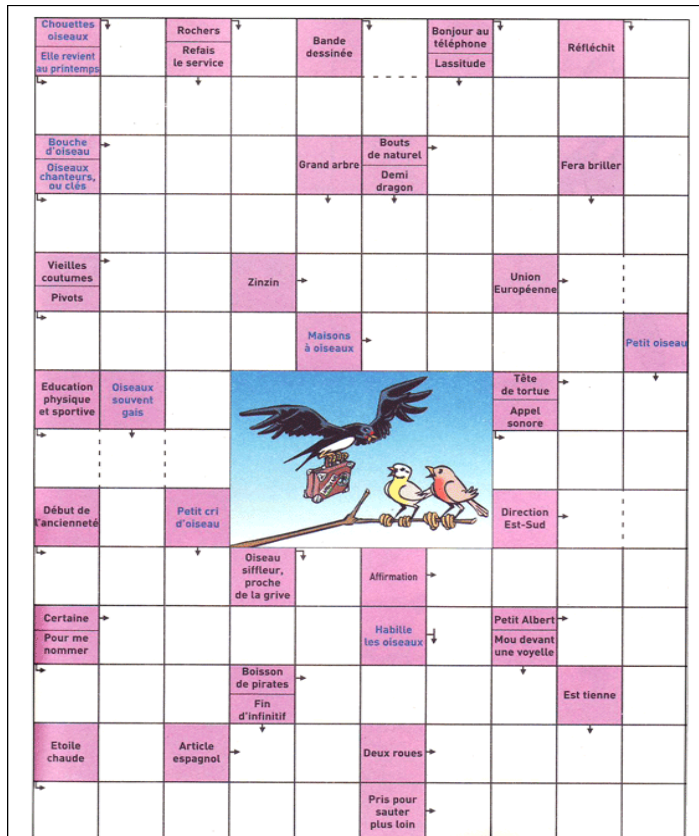 Chouettes
oiseaux
Elle revient
au printemps
Rochers
Refais
le service
Bande
dessinée
Bonjour au
téléphone
Lassitude
Réfléchit
Bouche
d'oiseau
Oiseaux
chanteurs,
ou clés
Grand arbre
Bouts
de naturel
Demi
dragon
Fera briller
Vieilles
coutumes
Pivots
Zinzin
Union
Européenne
Maisons
à oiseaux
Petit oiseau
Education
physique
et sportive
Oiseaux
souvent
gais
Tête
de tortue
Appel
sonore
Début de
l'ancienneté
Petit cri
d'oiseau
Direction
Est-Sud
Oiseau
siffleur,
proche
de la grive
Affirmation
Certaine
Pour me
nommer
Habille
les oiseaux
Petit Albert
Mou devant
une voyelle
Boisson
de pirates
Fin
d'infinitif
Est tienne
Etoile
chaude
Article
espagnol
Deux roues
Pris pour
sauter
plus loin